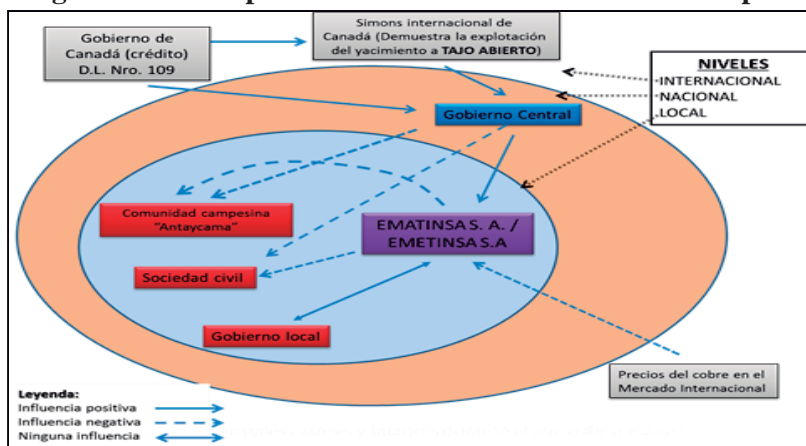 Gobierno de
Canadá (crédito)
D.L. Nro. 109
Simons internacional de
Canadá (Demuestra la explotación
del yacimiento a TAJO ABIERTO)
NIVELES
INTERNACIONAL
NACIONAL
LOCAL
Gobierno Central
Comunidad campesina
"Antaycama"
EMATINSA S. A. /
EMETINSA S.A
Sociedad civil
Gobierno local
Precios del cobre en el
Mercado Internacional
Leyenda:
Influencia positiva
Influencia negativa
Ninguna influencia